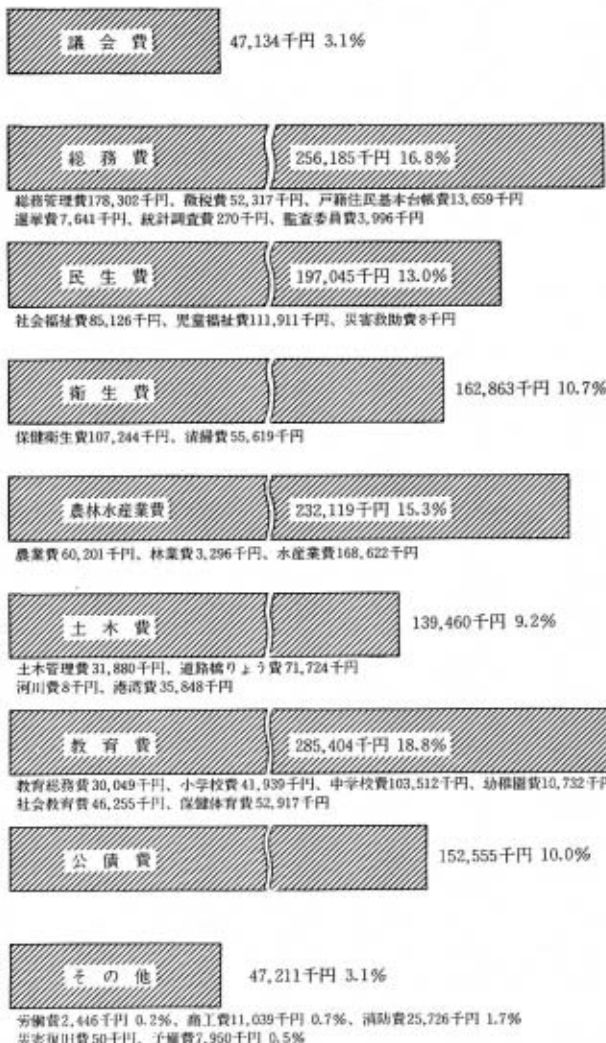 議会費
47,134千円 3.1%
総務費
256,185千円 16.8%
総務管理費178,302千円、徴税費52,317千円、戸籍住民基本台帳費13,659千円
選挙費7,641千円、統計調査費270千円、監査委員費3,996千円
民生費
197,045千円 13.0%
社会福祉費85,126千円、児童福祉費111,911千円、災害救助費8千円
衛生費
162,863千円 10.7%
保健衛生費107,244千円、清掃費55,619千円
農林水産業費
232,119千円 15.3%
農業費60,201千円、林業費3,296千円、水産業費168,622千円
土木費
139,460千円 9.2%
土木管理費31,880千円、道路橋りょう費71,724千円
河川費8千円、港湾費35,848千円
教育費
285,404千円 18.8%
教育総務費30,049千円、小学校費41,939千円、中学校費103,512千円、幼稚園費10,732千円
社会教育費46,255千円、保健体育費52,917千円
公債費
152,555千円 10.0%
その他
47,211千円 3.1%
労働費2,446千円 0.2%、商工費11,039千円 0.7%、消防費25,726千円 1.7%
災害復旧費50千円、予備費7,950千円 0.5%